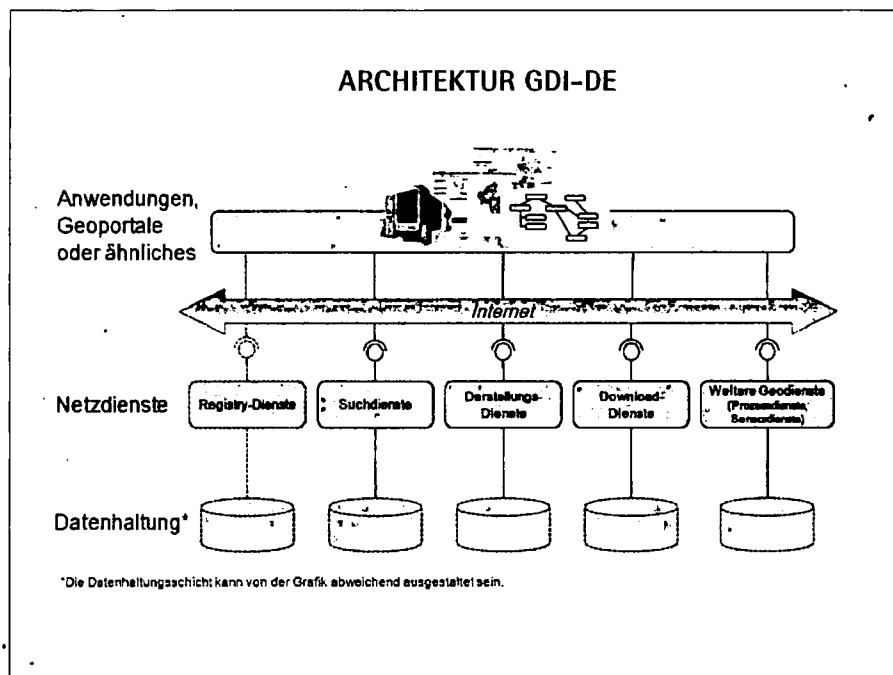 ARCHITEKTUR GDI-DE
Anwendungen,
Geoportale
oder ähnliches
Internet
Netzdienste
Registry-Dienste
Suchdienste
Darstellungs-
Dienste
Download-
Dienste
Weitere Geodienste
(Prozessdienste,
Sensordienste)
Datenhaltung*
*Die Datenhaltungsschicht kann von der Grafik abweichend ausgestaltet sein.